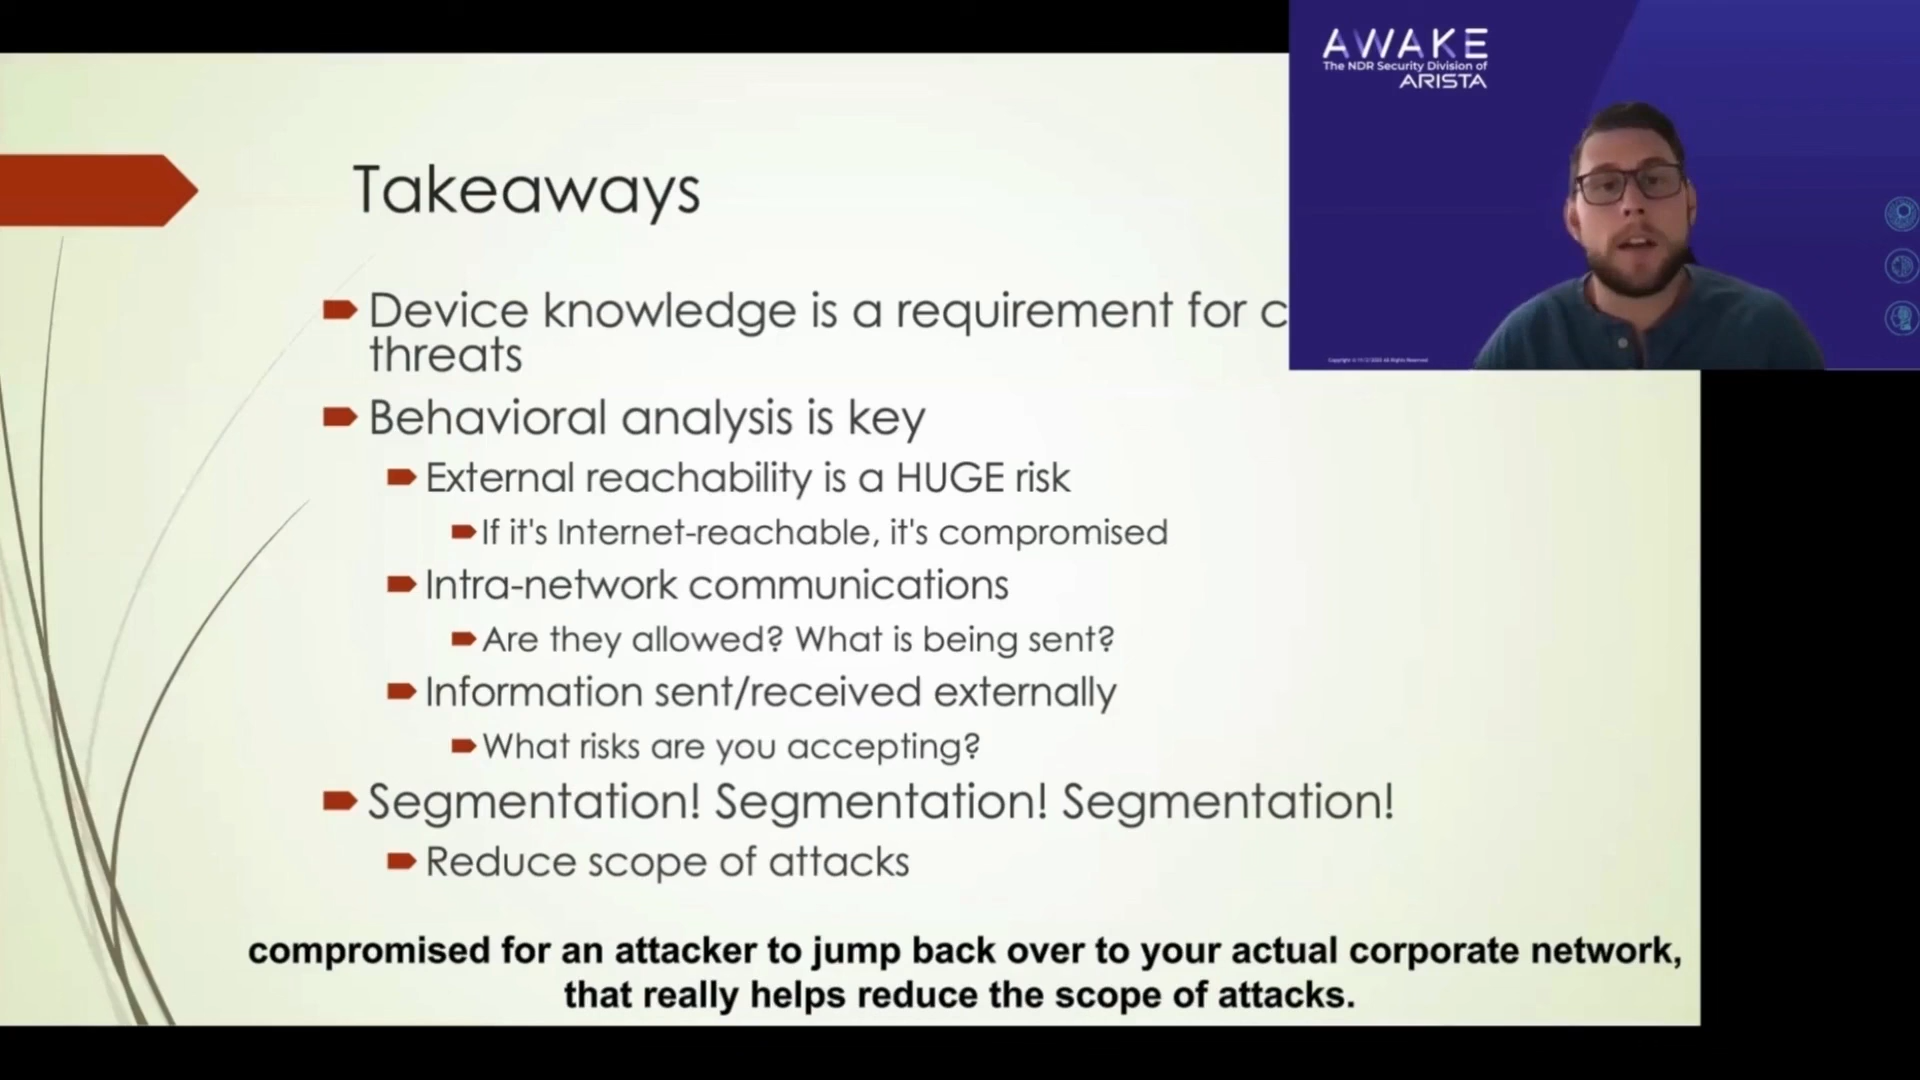 AWAKE
The NDR Security Division of
ARISTA
Takeaways
Device knowledge is a requirement for
threats
Behavioral analysis is key
External reachability is a HUGE risk
If it's Internet-reachable, it's compromised
Intra-network communications
Are they allowed? What is being sent?
Information sent/received externally
What risks are you accepting?
Segmentation! Segmentation! Segmentation!
Reduce scope of attacks
compromised for an attacker to jump back over to your actual corporate network,
that really helps reduce the scope of attacks.